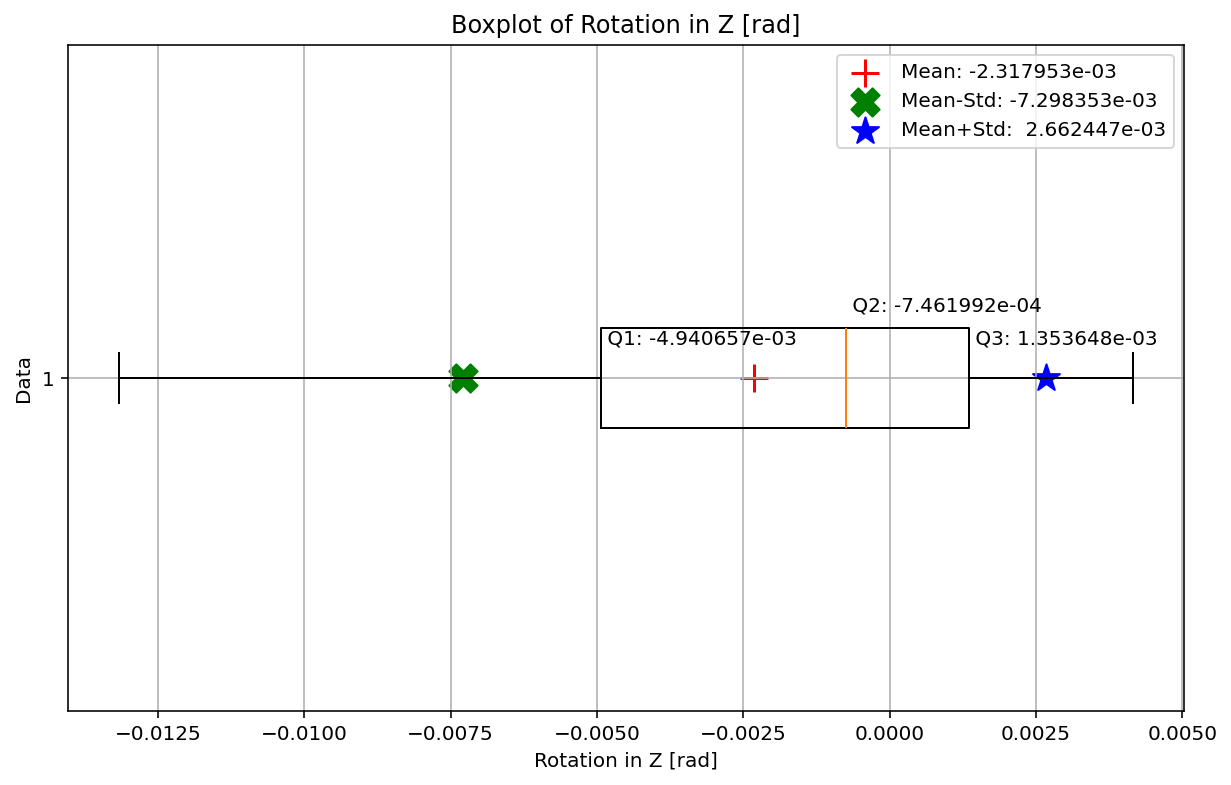 Boxplot of Rotation in Z [rad]
Mean: -2.317953e-03
Mean-Std: -7.298353e-03
Mean+Std:  2.662447e-03
Q2: -7.461992e-04
Q1: -4.940657e-03
Q3: 1.353648e-03
Data
1
−0.0125 −0.0100 −0.0075 −0.0050 −0.0025 0.0000 0.0025 0.0050
Rotation in Z [rad]